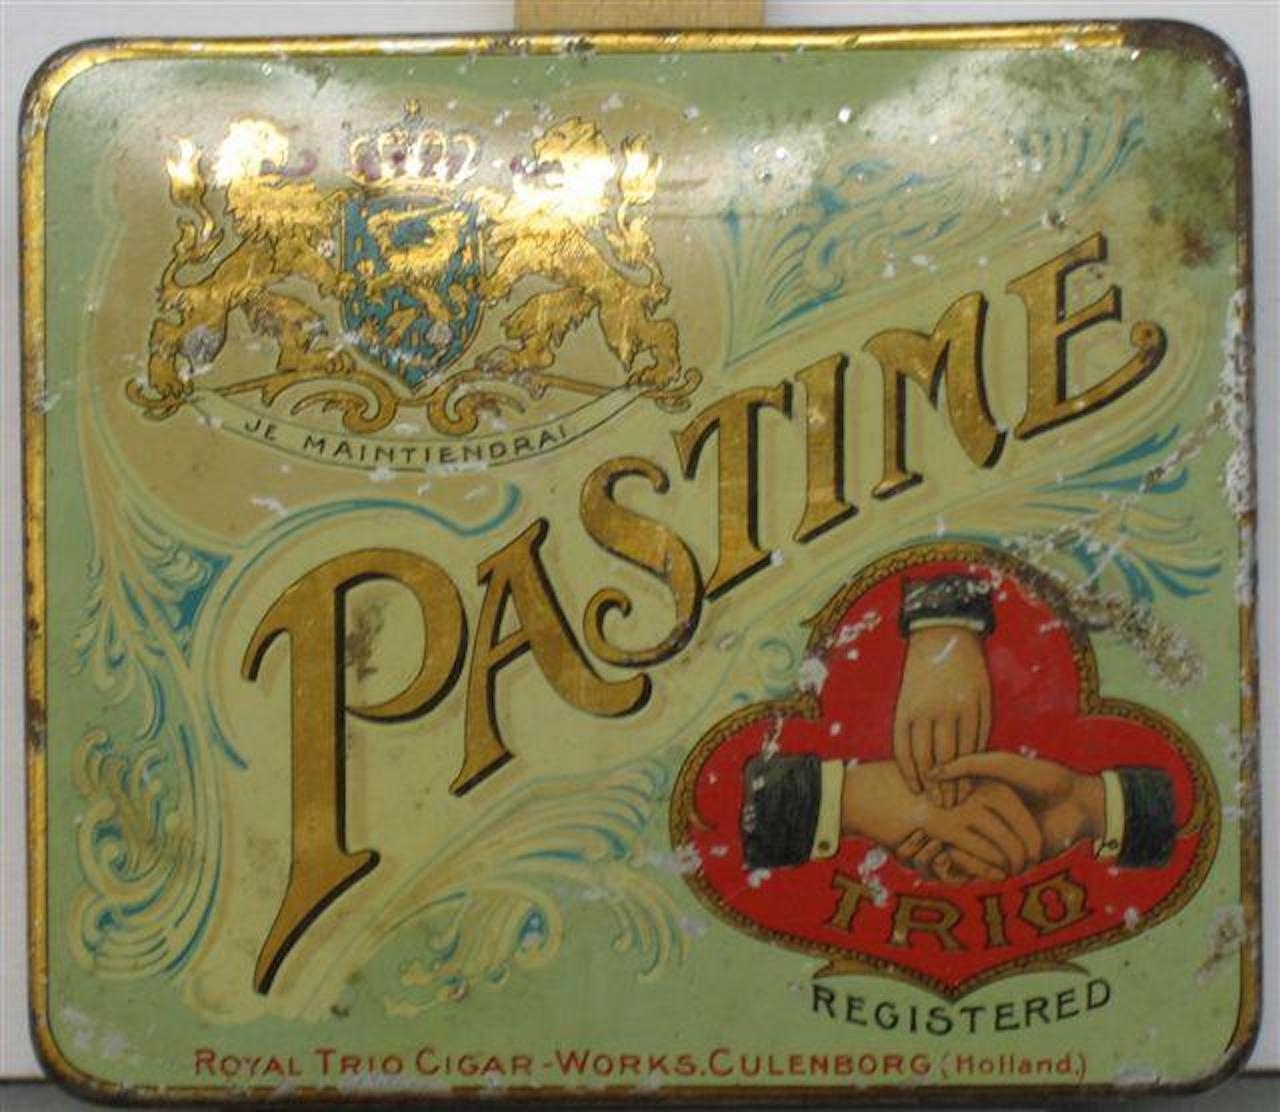 JE MAINTIENDRAI
PASTIME
TRIO
REGISTERED
ROYAL TRIO CIGAR-WORKS.CULENBORG (Holland.)